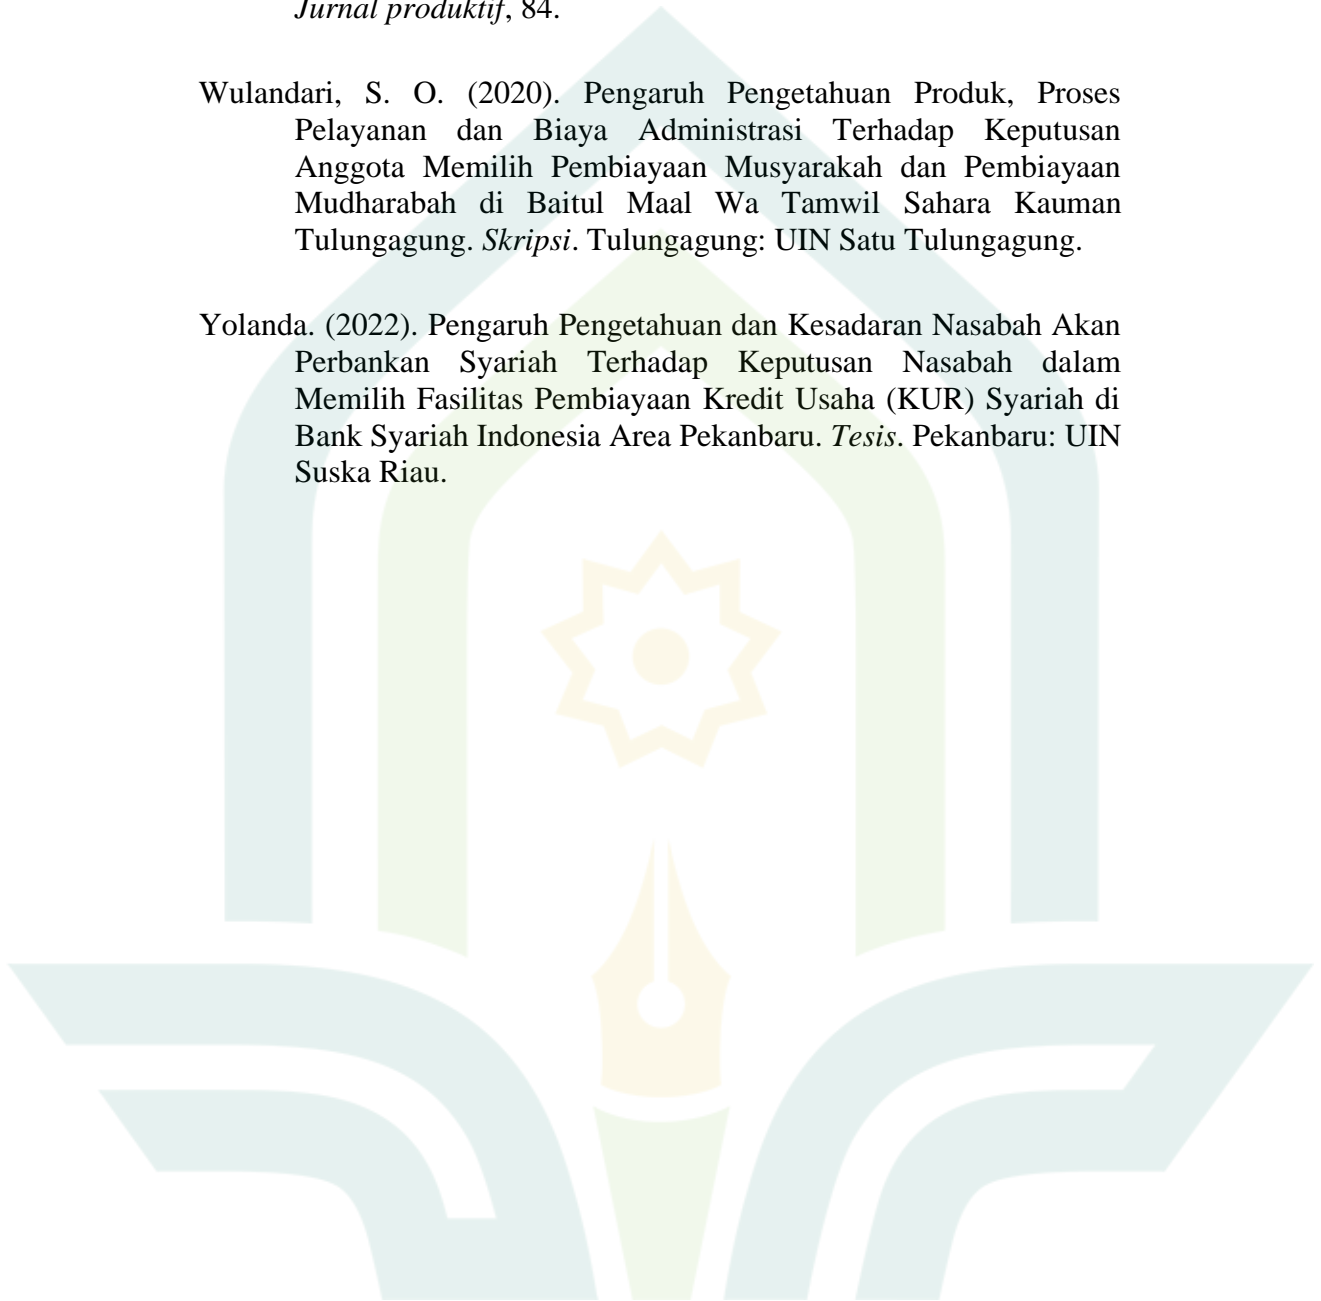 Jurnal produktif, 84.
Wulandari, S. O. (2020). Pengaruh Pengetahuan Produk, Proses
Pelayanan dan Biaya Administrasi Terhadap Keputusan
Anggota Memilih Pembiayaan Musyarakah dan Pembiayaan
Mudharabah di Baitul Maal Wa Tamwil Sahara Kauman
Tulungagung. Skripsi. Tulungagung: UIN Satu Tulungagung.
Yolanda. (2022). Pengaruh Pengetahuan dan Kesadaran Nasabah Akan
Perbankan Syariah Terhadap Keputusan Nasabah dalam
Memilih Fasilitas Pembiayaan Kredit Usaha (KUR) Syariah di
Bank Syariah Indonesia Area Pekanbaru. Tesis. Pekanbaru: UIN
Suska Riau.